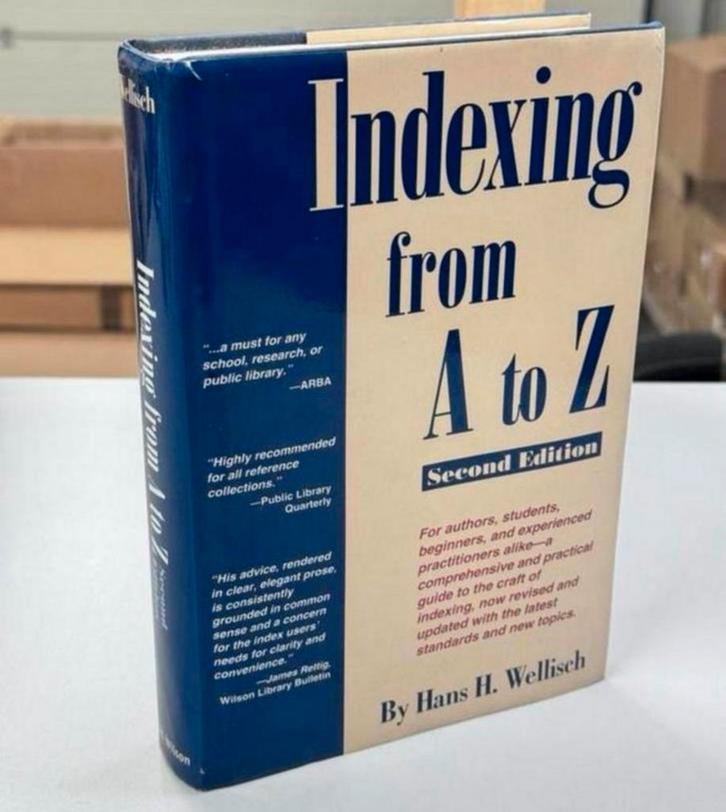 Indexing
from
A to Z
Second Edition
For authors, students,
beginners, and experienced
practitioners alike—a
comprehensive and practical
guide to the craft of
indexing, now revised and
updated with the latest
standards and new topics.
By Hans H. Wellisch
"...a must for any
school, research, or
public library."
—ARBA
"Highly recommended
for all reference
collections."
—Public Library
Quarterly
"His advice, rendered
in clear, elegant prose,
is consistently
grounded in common
sense and a concern
for the index users'
needs for clarity and
convenience."
—James Rettig,
Wilson Library Bulletin
Wellisch
Indexing from A to Z Second
Wilson